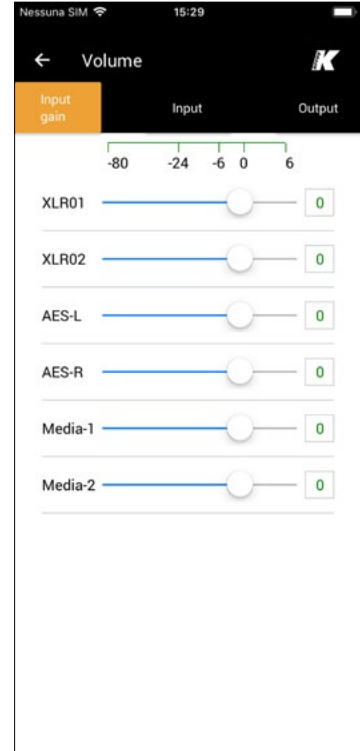 Nessuna SIM 15:29
Volume K
Input
gain
Input
Output
-80 -24 -6 0 6
XLR01 0
XLR02 0
AES-L 0
AES-R 0
Media-1 0
Media-2 0